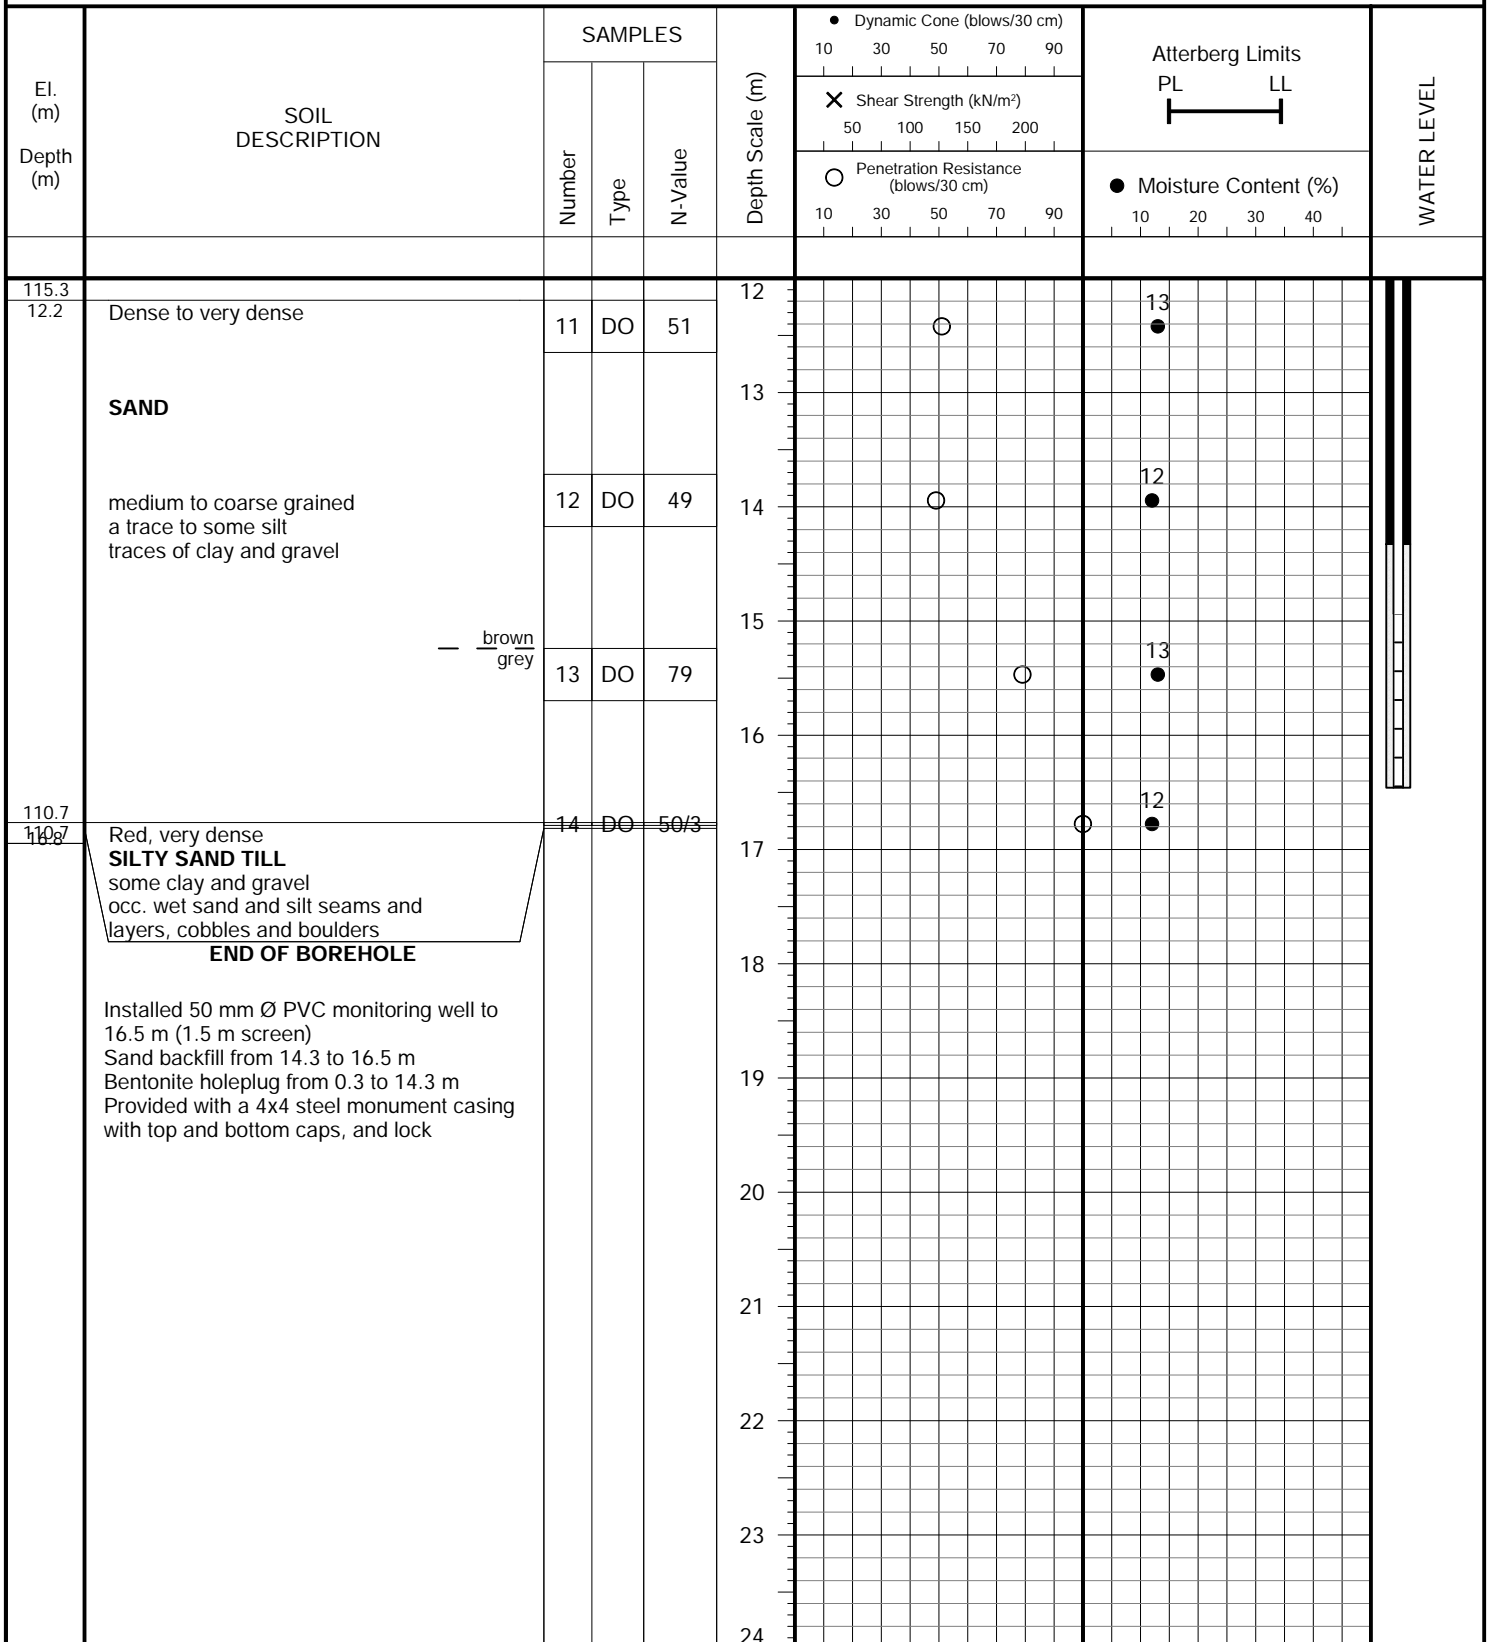 El.
(m)
Depth
(m)
SOIL
DESCRIPTION
SAMPLES
Number
Type
N-Value
Depth Scale (m)
Dynamic Cone (blows/30 cm)
10 30 50 70 90
Shear Strength (kN/m²)
50 100 150 200
Penetration Resistance
(blows/30 cm)
10 30 50 70 90
Atterberg Limits
PL LL
Moisture Content (%)
10 20 30 40
WATER LEVEL
115.3
12.2
Dense to very dense
11 DO 51
12
13
SAND
13
medium to coarse grained
a trace to some silt
traces of clay and gravel
12 DO 49
14
12
brown
grey
13 DO 79
15
13
16
110.7
110.7
16.8
14 DO 50/3
12
Red, very dense
SILTY SAND TILL
some clay and gravel
occ. wet sand and silt seams and
layers, cobbles and boulders
17
END OF BOREHOLE
18
Installed 50 mm Ø PVC monitoring well to
16.5 m (1.5 m screen)
Sand backfill from 14.3 to 16.5 m
Bentonite holeplug from 0.3 to 14.3 m
Provided with a 4x4 steel monument casing
with top and bottom caps, and lock
19
20
21
22
23
24